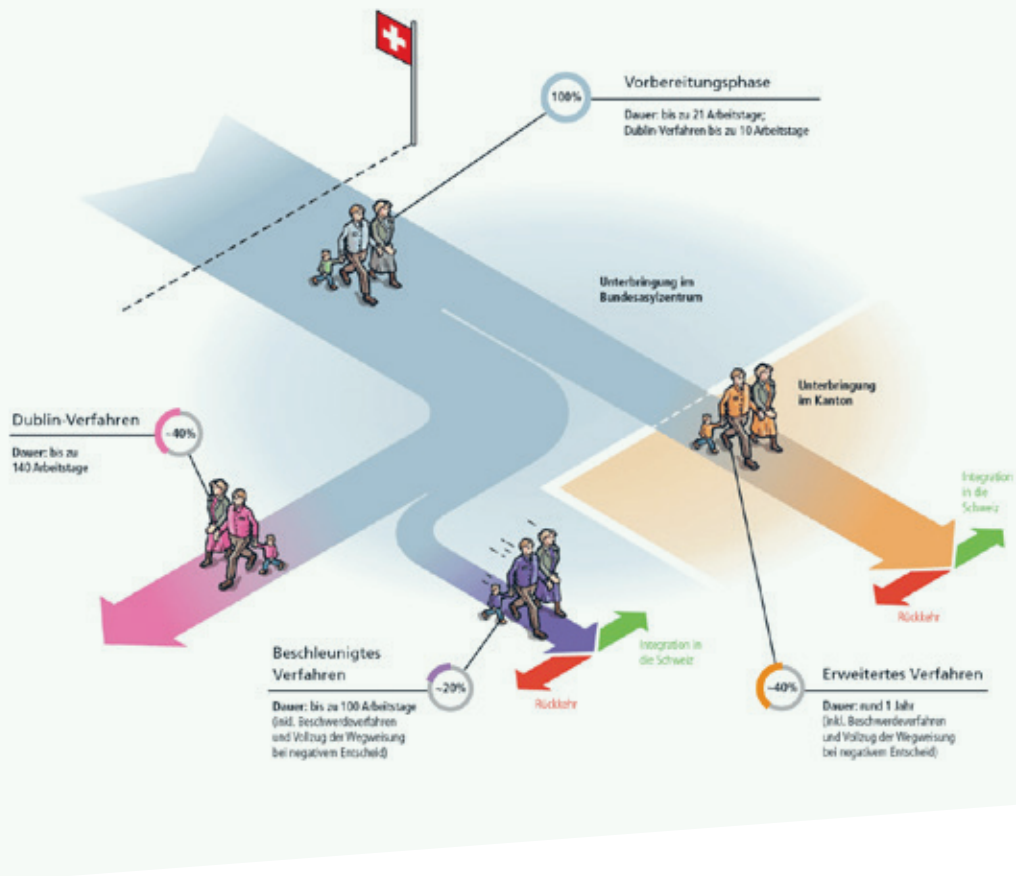 100%
Vorbereitungsphase
Dauer: bis zu 21 Arbeitstage;
Dublin-Verfahren bis zu 10 Arbeitstage
Unterbringung im
Bundesasylzentrum
Unterbringung
im Kanton
Dublin-Verfahren
~40%
Dauer: bis zu
140 Arbeitstage
Integration
in die
Schweiz
Rückkehr
Beschleunigtes
Verfahren
~20%
Dauer: bis zu 100 Arbeitstage
(inkl. Beschwerdeverfahren
und Vollzug der Wegweisung
bei negativem Entscheid)
Integration in
die Schweiz
Rückkehr
~40%
Erweitertes Verfahren
Dauer: rund 1 Jahr
(inkl. Beschwerdeverfahren
und Vollzug der Wegweisung
bei negativem Entscheid)